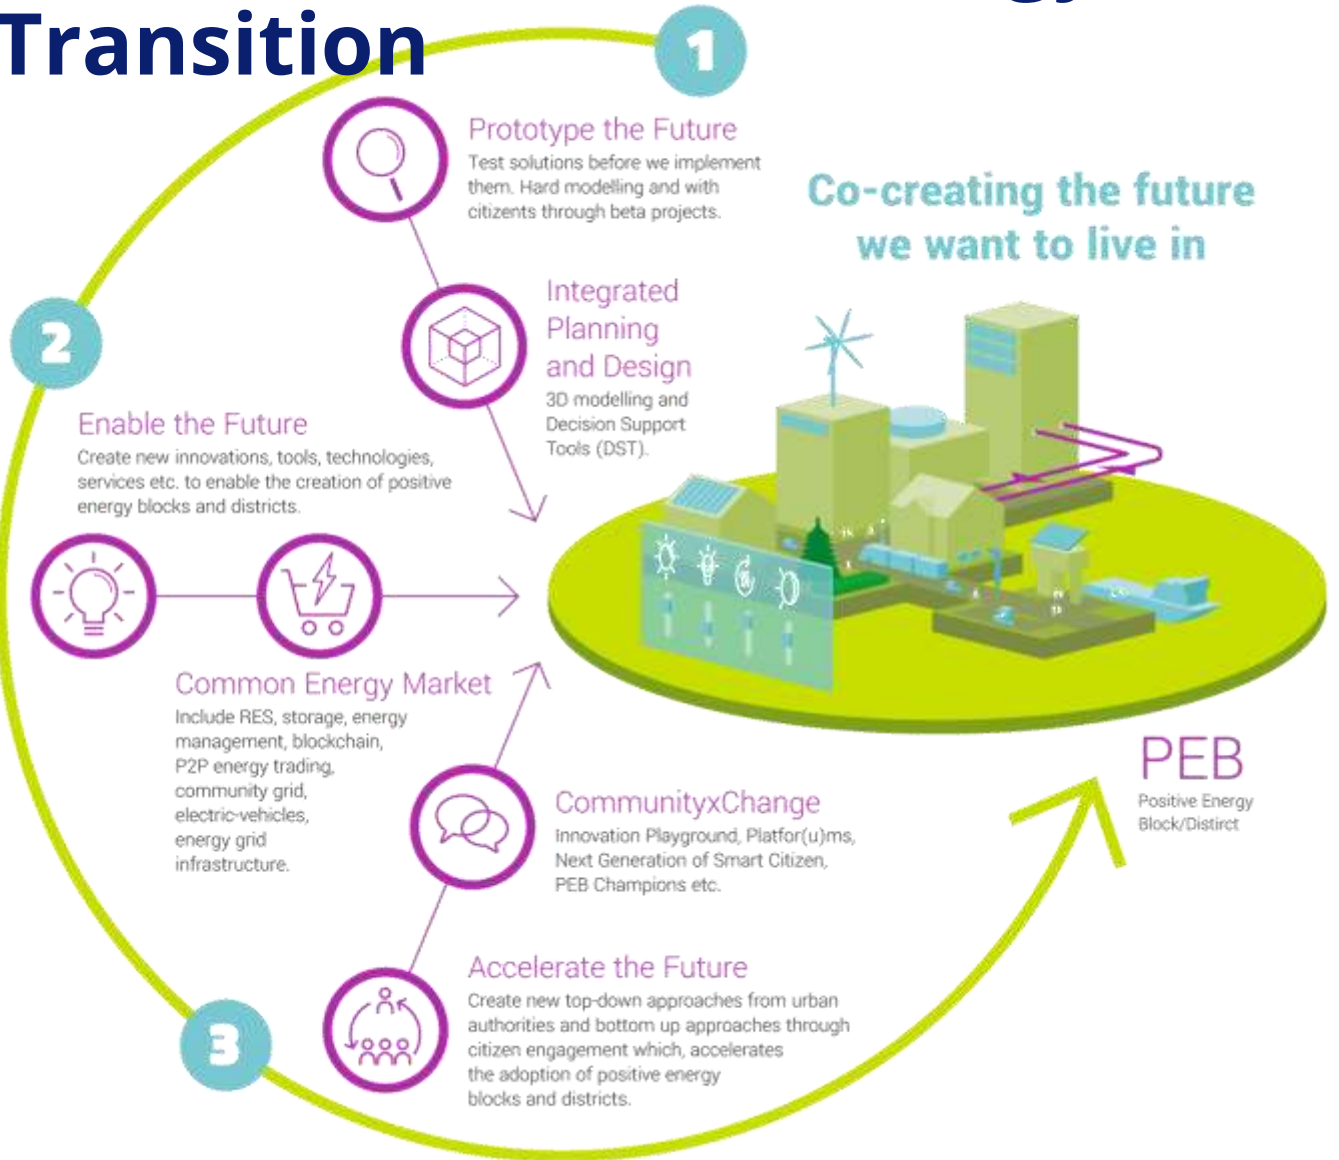 Transition
1
Prototype the Future
Test solutions before we implement
them. Hard modelling and with
citizents through beta projects.
Co-creating the future
we want to live in
Integrated
Planning
and Design
3D modelling and
Decision Support
Tools (DST).
2
Enable the Future
Create new innovations, tools, technologies,
services etc. to enable the creation of positive
energy blocks and districts.
Common Energy Market
Include RES, storage, energy
management, blockchain,
P2P energy trading,
community grid,
electric-vehicles,
energy grid
infrastructure.
PEB
Positive Energy
Block/Distirct
CommunityxChange
Innovation Playground, Platfor(u)ms,
Next Generation of Smart Citizen,
PEB Champions etc.
3
Accelerate the Future
Create new top-down approaches from urban
authorities and bottom up approaches through
citizen engagement which, accelerates
the adoption of positive energy
blocks and districts.